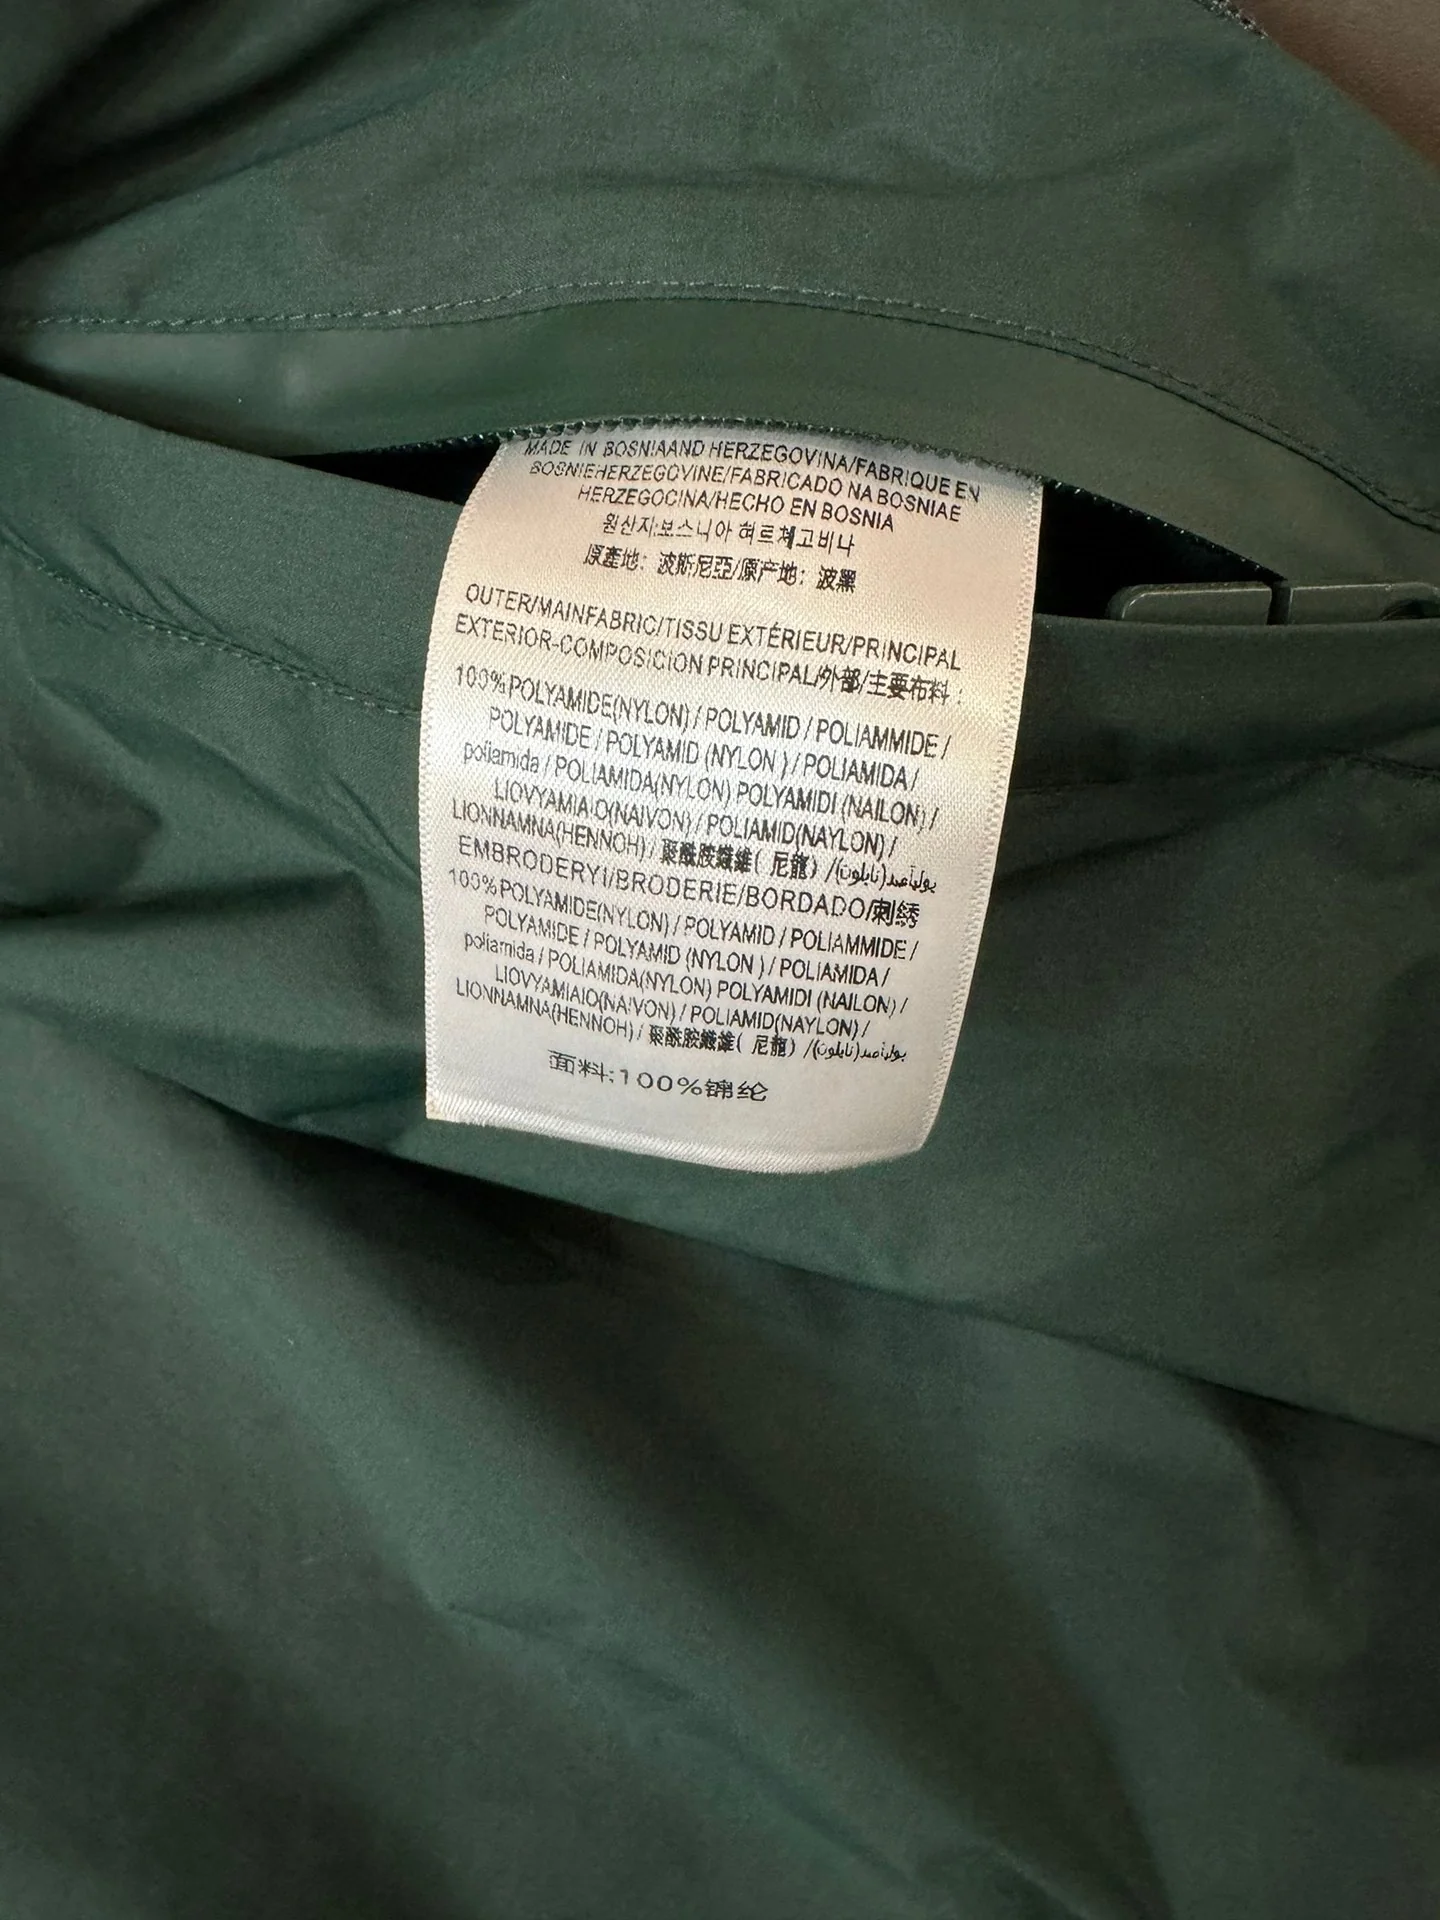 MADE IN BOSNIAAND HERZEGOVINA/FABRIQUE EN
BOSNIEHERZEGOVINE/FABRICADO NA BOSNIAE
HERZEGOCINA/HECHO EN BOSNIA
원산지:보스니아 혀르체고비나
原產地：波斯尼亞/原产地：波黑
OUTER/MAINFABRIC/TISSU EXTÉRIEUR/PRINCIPAL
EXTERIOR-COMPOSICION PRINCIPAL/外部/主要布料：
100%POLYAMIDE(NYLON) / POLYAMID / POLIAMMIDE /
POLYAMIDE / POLYAMID (NYLON ) / POLIAMIDA /
poliamida / POLIAMIDA(NYLON) POLYAMIDI (NAILON) /
LIOVYAMIAIO(NAIVON) / POLIAMID(NAYLON) /
LIONNAMNA(HENNOH) / 聚酰胺纖維( 尼龍) /(نايلون)
EMBRODERYI/BRODERIE/BORDADO/刺绣
100%POLYAMIDE(NYLON) / POLYAMID / POLIAMMIDE /
POLYAMIDE / POLYAMID (NYLON ) / POLIAMIDA /
poliamida / POLIAMIDA(NYLON) POLYAMIDI (NAILON) /
LIOVYAMIAIO(NAIVON) / POLIAMID(NAYLON) /
LIONNAMNA(HENNOH) / 聚酰胺纖維( 尼龍) /(نايلون)
面料:100%锦纶